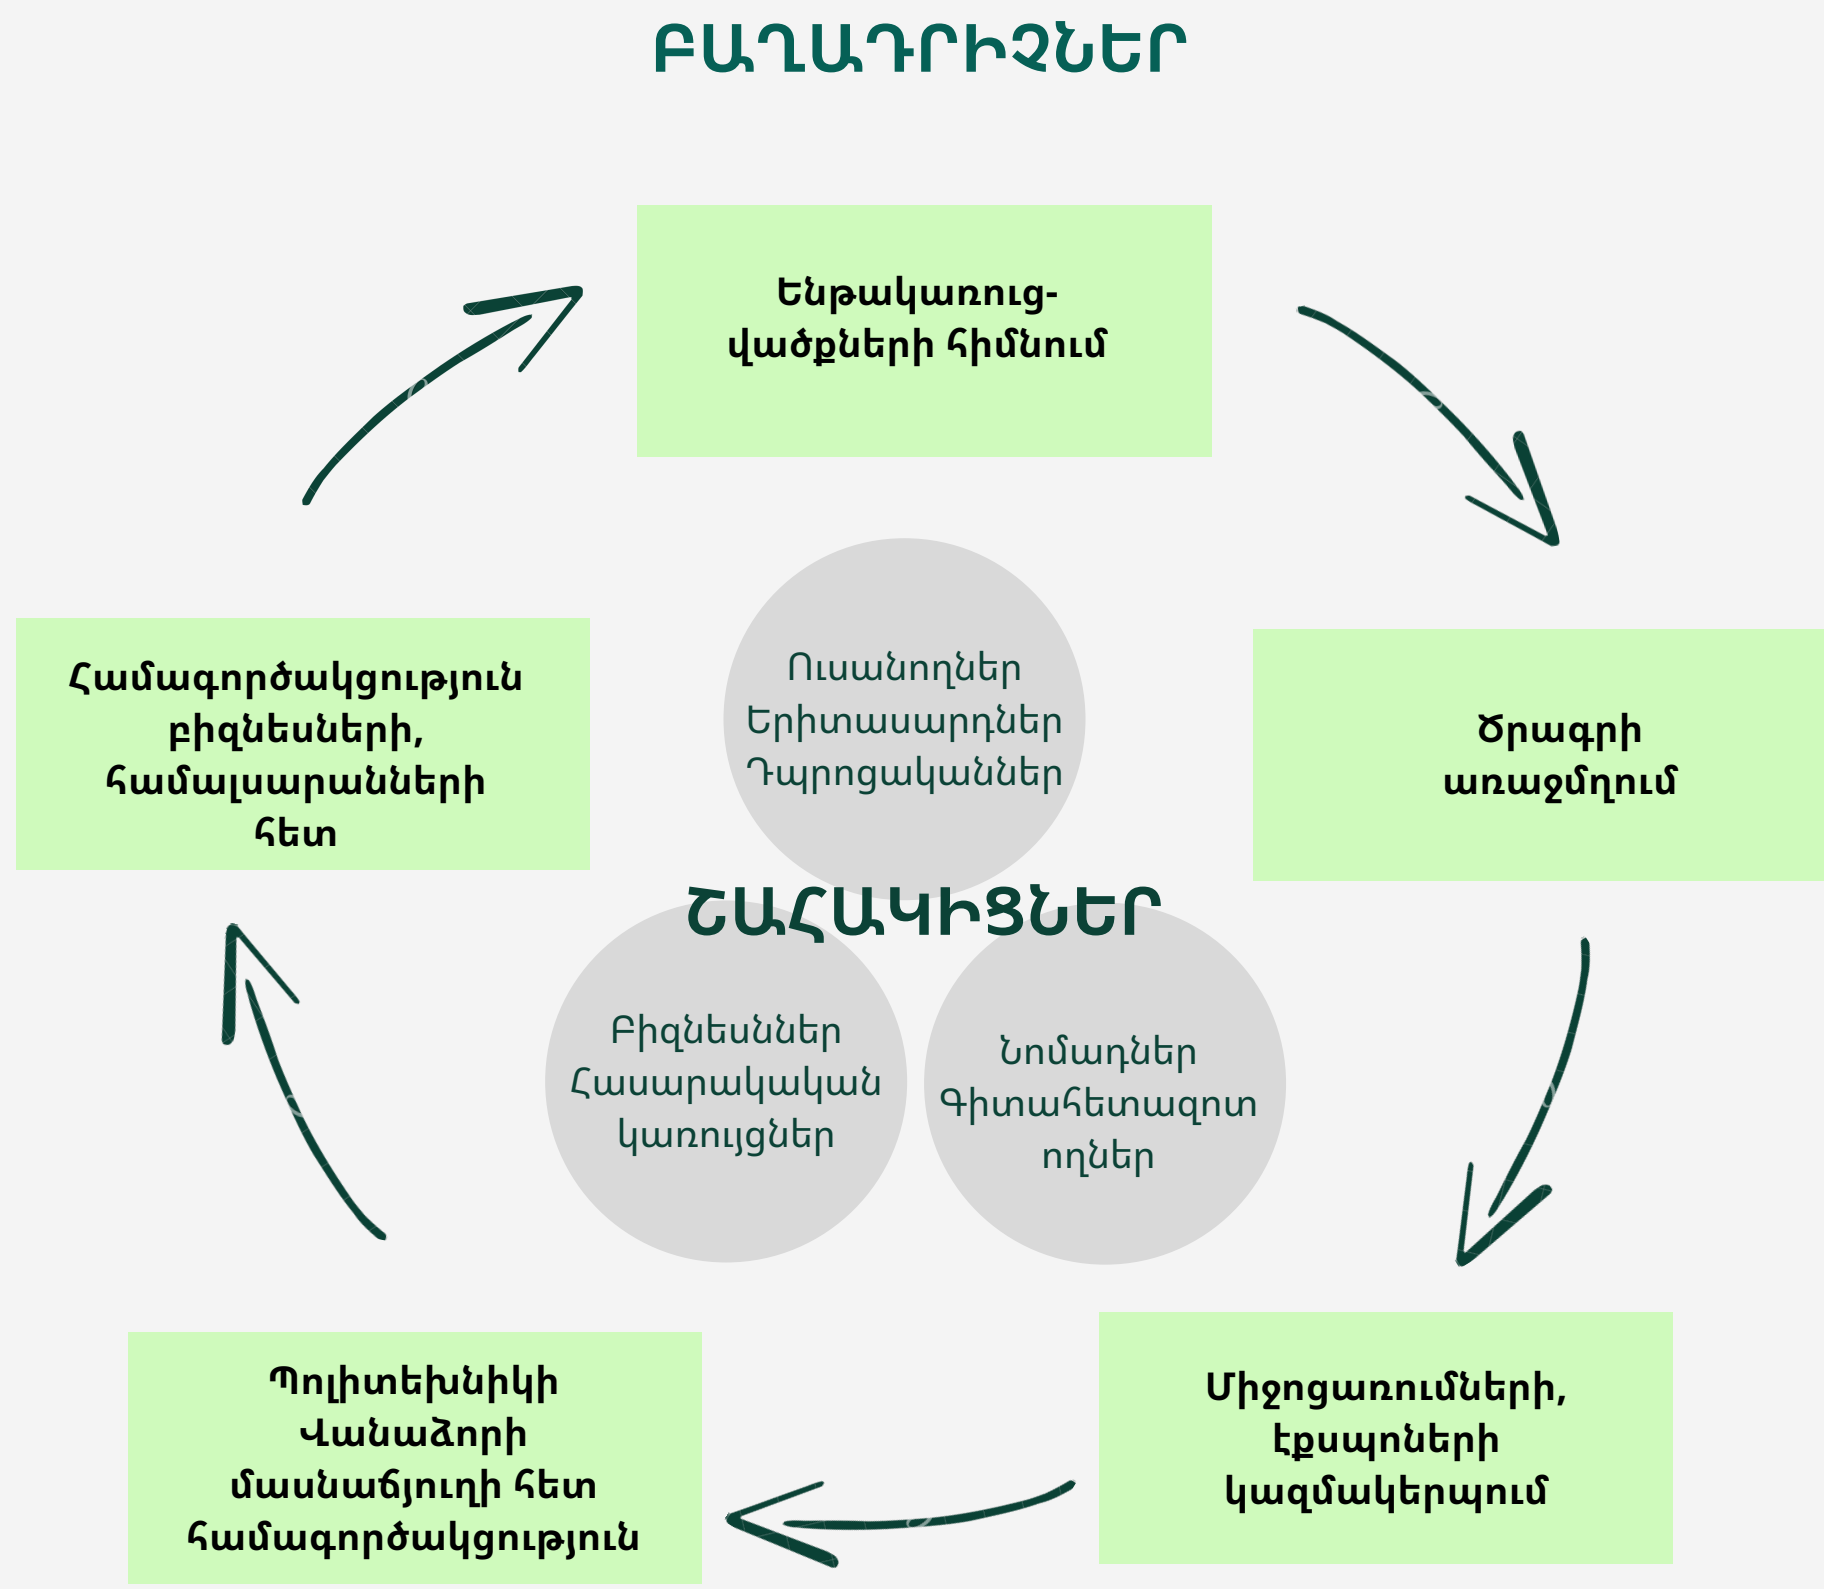 ԲԱՂԱԴՐԻՉՆԵՐ
Ենթակառուց-
վածքների հիմնում
Համագործակցություն
բիզնեսների,
համալսարանների
հետ
Ուսանողներ
Երիտասարդներ
Դպրոցականներ
Ծրագրի
առաջմղում
ՇԱՀԱԿԻՑՆԵՐ
Բիզնեսններ
Հասարակական
կառույցներ
Նոմադներ
Գիտահետազոտ
ողներ
Պոլիտեխնիկի
Վանաձորի
մասնաճյուղի հետ
համագործակցություն
Միջոցառումների,
էքսպոների
կազմակերպում